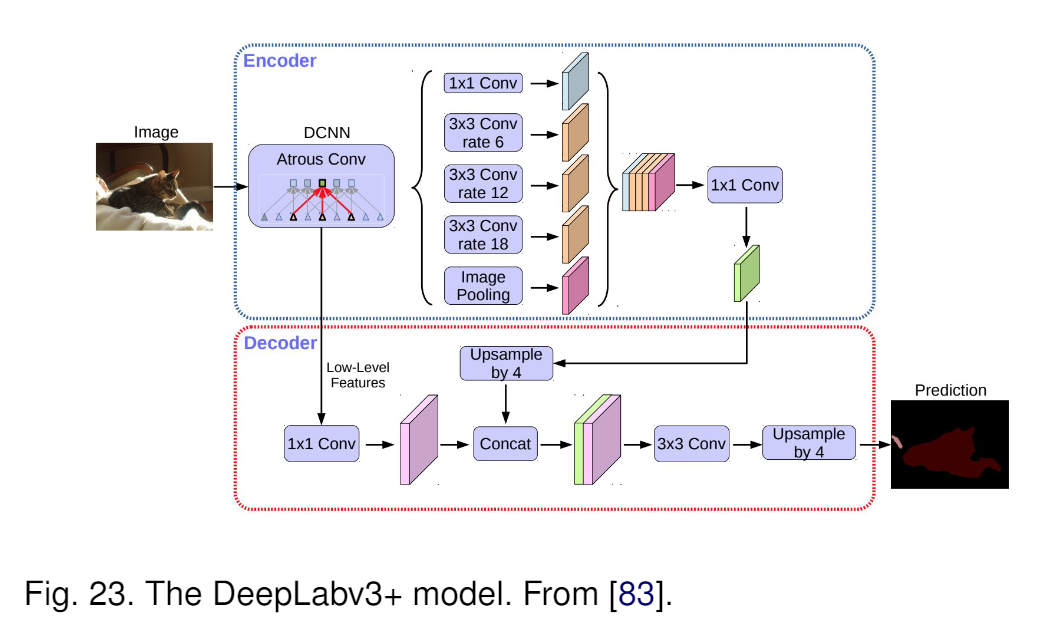 Encoder
Image
DCNN
Atrous Conv
1x1 Conv
3x3 Conv
rate 6
3x3 Conv
rate 12
3x3 Conv
rate 18
Image
Pooling
1x1 Conv
Decoder
Low-Level
Features
Upsample
by 4
1x1 Conv
Concat
3x3 Conv
Upsample
by 4
Prediction
Fig. 23. The DeepLabv3+ model. From [83].